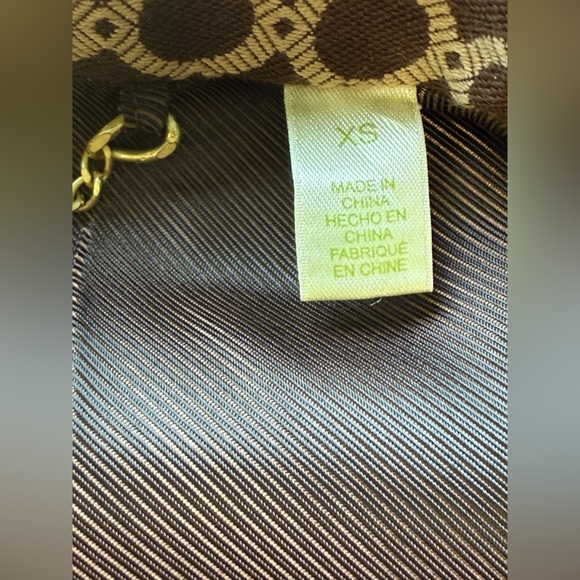 XS
MADE IN
CHINA
HECHO EN
CHINA
FABRIQUÉ
EN CHINE